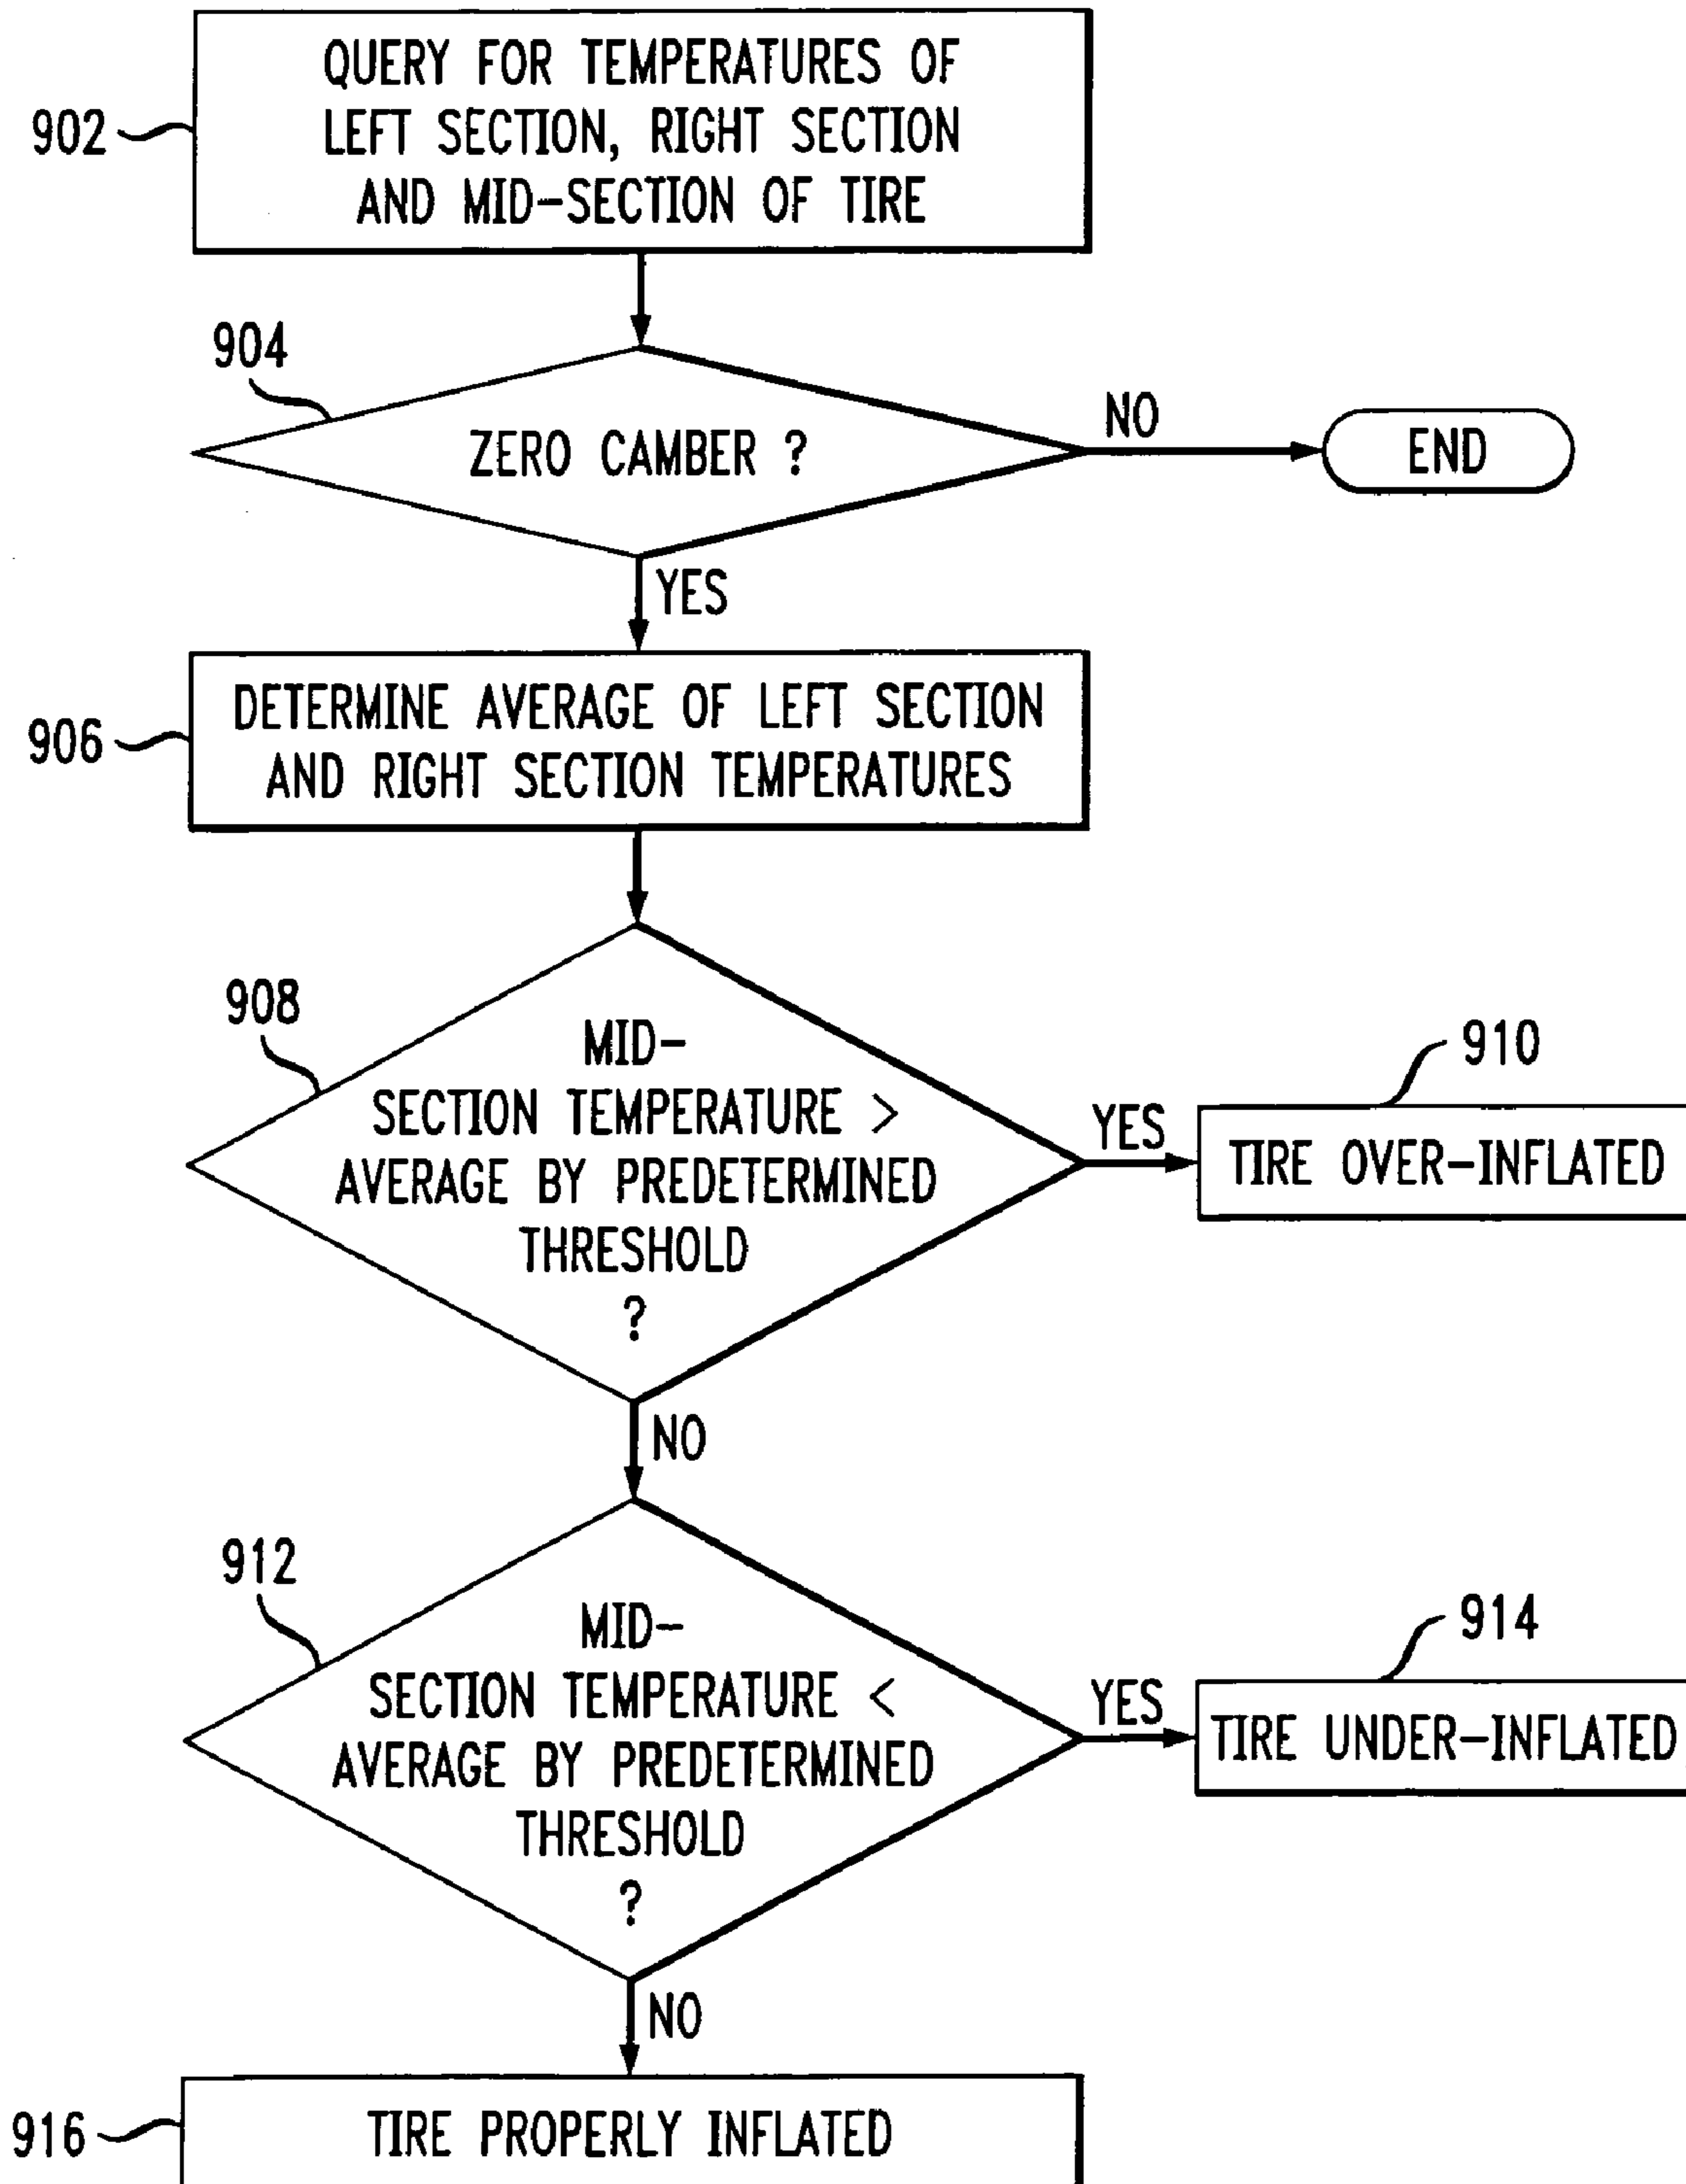 QUERY FOR TEMPERATURES OF
LEFT SECTION, RIGHT SECTION
AND MID-SECTION OF TIRE
902
904
ZERO CAMBER ?
NO
END
YES
906
DETERMINE AVERAGE OF LEFT SECTION
AND RIGHT SECTION TEMPERATURES
908
MID-
SECTION TEMPERATURE >
AVERAGE BY PREDETERMINED
THRESHOLD
?
YES
910
TIRE OVER-INFLATED
NO
912
MID-
SECTION TEMPERATURE <
AVERAGE BY PREDETERMINED
THRESHOLD
?
YES
914
TIRE UNDER-INFLATED
NO
916
TIRE PROPERLY INFLATED